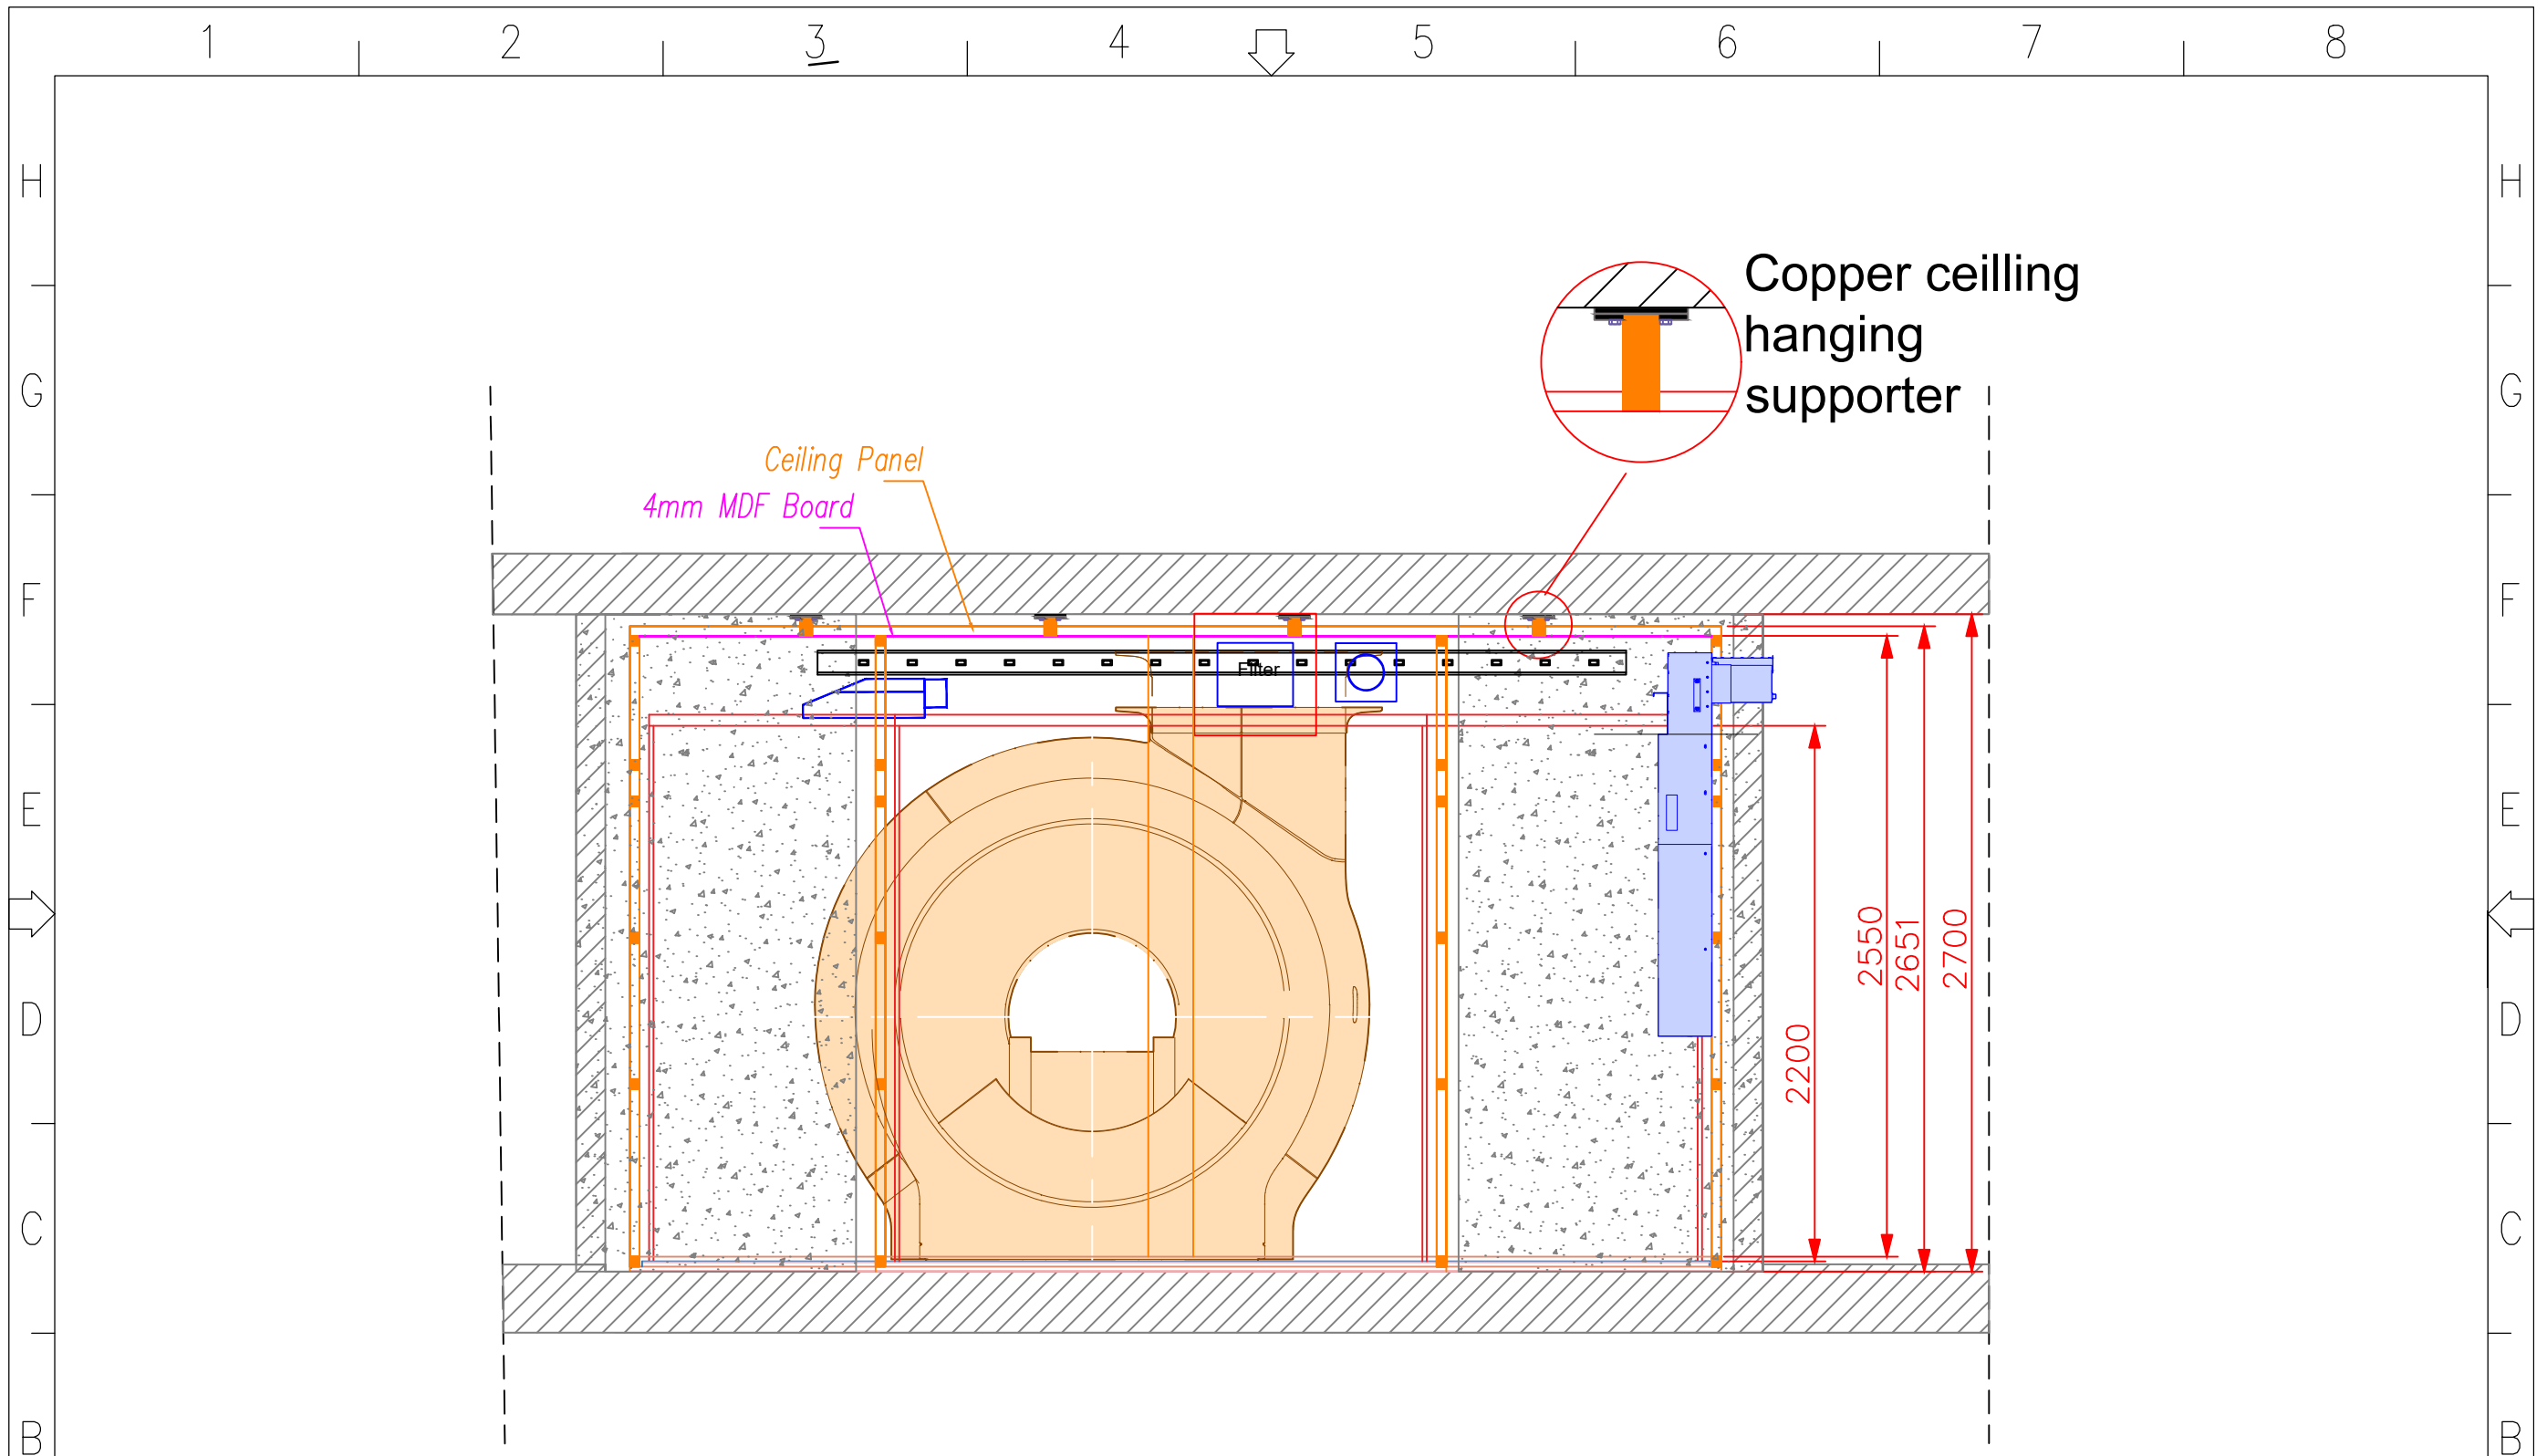 1 2 3 4 5 6 7 8
H H
Copper ceilling
hanging
supporter
G G
Ceiling Panel
4mm MDF Board
F F
Filter
E E
2550
2651
2700
D D
2200
C C
B B